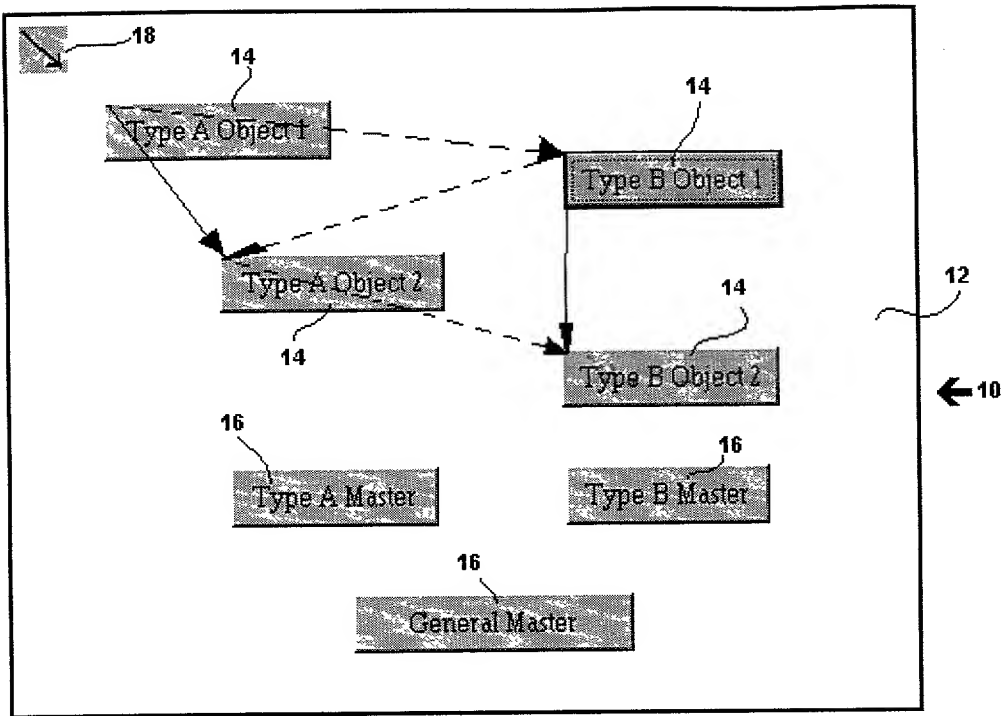 18
14
14
Type A Object 1
Type B Object 1
Type A Object 2
12
14
14
Type B Object 2
10
16
16
Type A Master
Type B Master
16
General Master